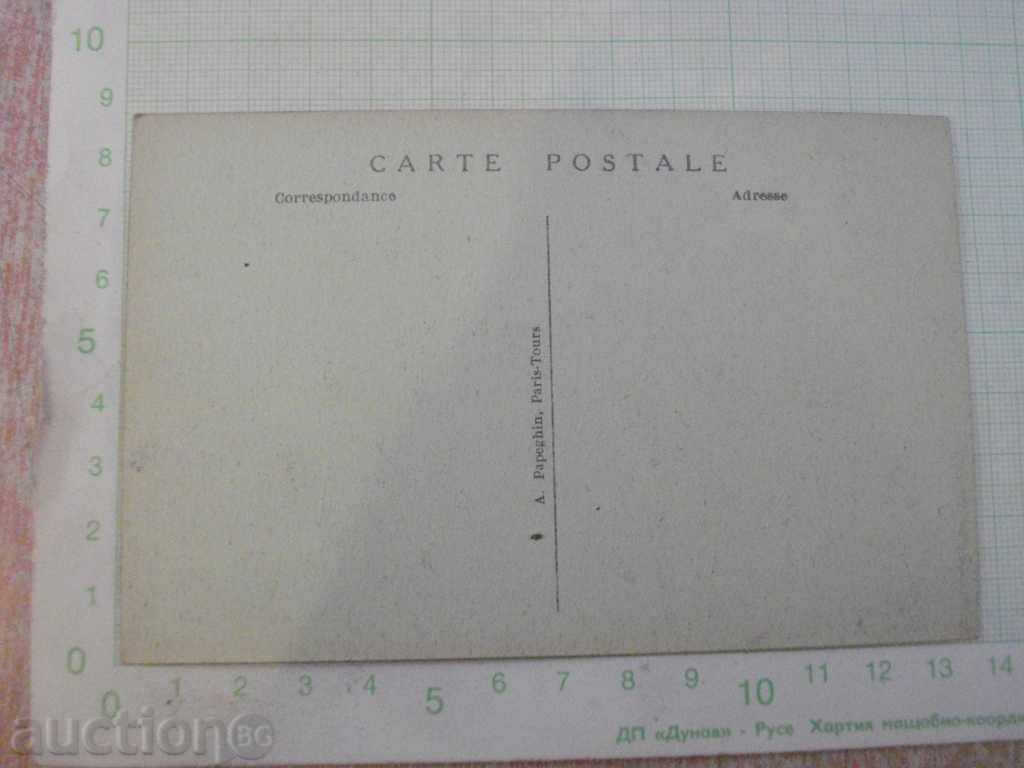 10
9
8
7
6
5
4
3
2
1
0
CARTE POSTALE
Correspondance
Adresse
A. Papeghin, Paris-Tours
0 1 2 3 4 5 6 7 8 9 10 11 12 13 14
ДП «Дунав» - Русе Хартия мащабно-коорди
auction BG